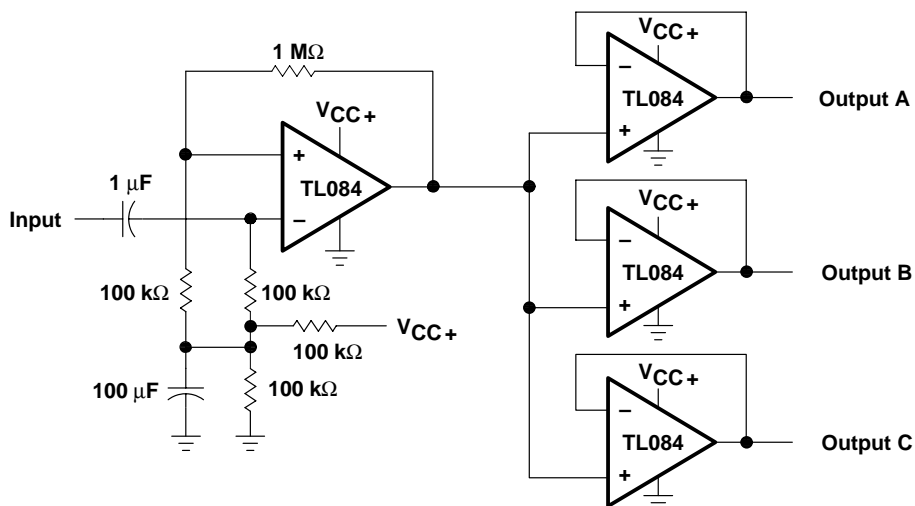 1 MΩ
VCC+
+
TL084
−
1 μF
Input
100 kΩ
100 kΩ
VCC+
100 kΩ
100 μF
100 kΩ
VCC+
−
TL084
+
Output A
VCC+
−
TL084
+
Output B
VCC+
−
TL084
+
Output C